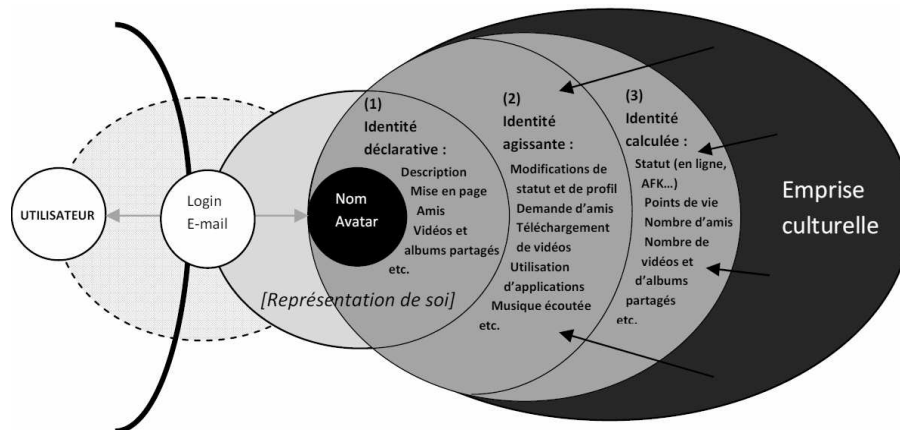 UTILISATEUR
Login
E-mail
Nom
Avatar
(1)
Identité
déclarative :
Description
Mise en page
Amis
Vidéos et
albums partagés
etc.
[Représentation de soi]
(2)
Identité
agissante :
Modifications de
statut et de profil
Demande d'amis
Téléchargement
de vidéos
Utilisation
d'applications
Musique écoutée
etc.
(3)
Identité
calculée :
Statut (en ligne,
AFK...)
Points de vie
Nombre d'amis
Nombre de
vidéos et
d'albums
partagés
etc.
Emprise
culturelle